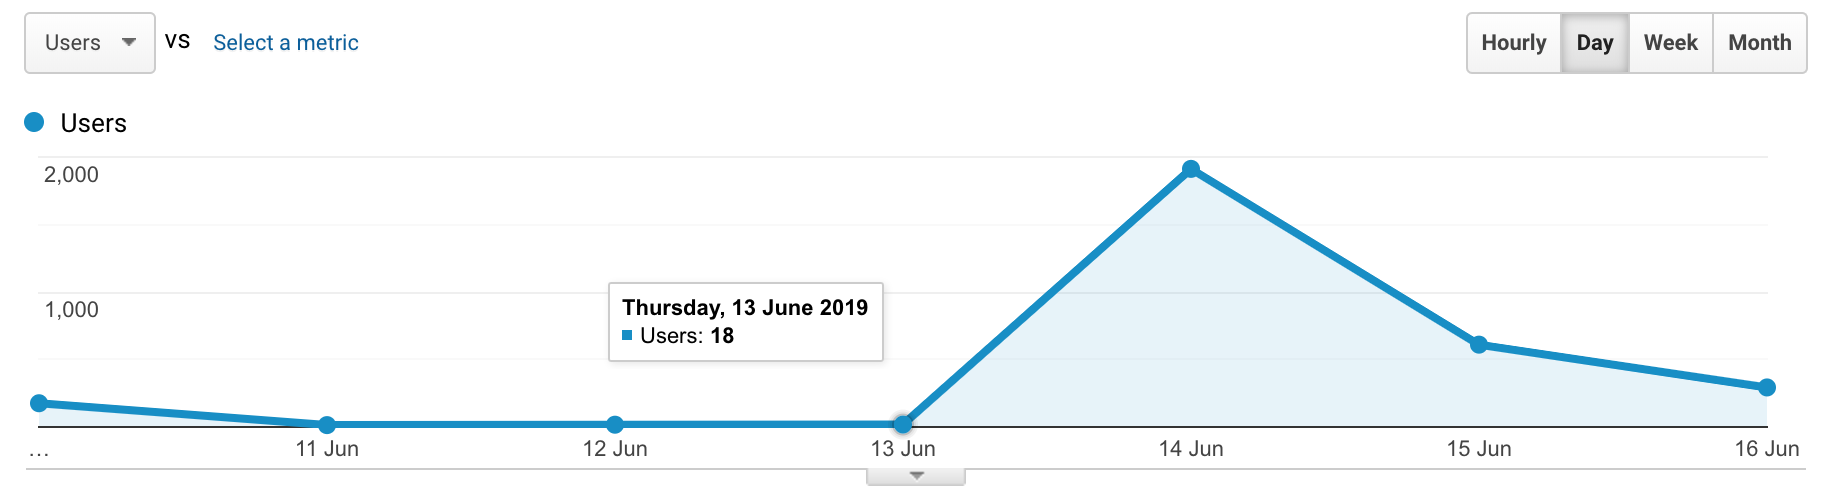 Users vs Select a metric Hourly Day Week Month
Users
2,000
1,000
Thursday, 13 June 2019
Users: 18
... 11 Jun 12 Jun 13 Jun 14 Jun 15 Jun 16 Jun